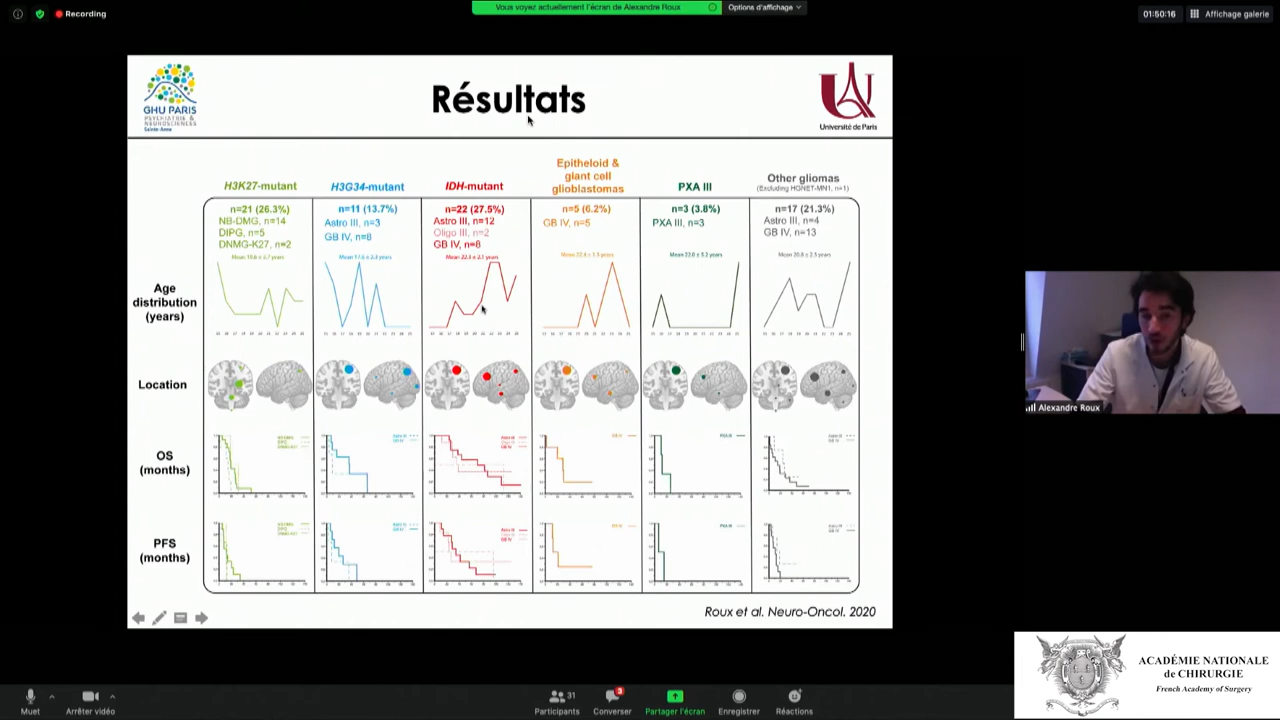 Recording
Vous voyez actuellement l'écran de Alexandre Roux
Options d'affichage
01:50:16
Affichage galerie
GHU PARIS
PSYCHIATRIE &
NEUROSCIENCES
Sainte-Anne
Résultats
Université de Paris
H3K27-mutant
H3G34-mutant
IDH-mutant
Epitheloid &
giant cell
glioblastomas
PXA III
Other gliomas
(Excluding HGNET-MN1, n=1)
n=21 (26.3%)
NB-DMG, n=14
DIPG, n=5
DNMG-K27, n=2
n=11 (13.7%)
Astro III, n=3
GB IV, n=8
n=22 (27.5%)
Astro III, n=12
Oligo III, n=2
GB IV, n=8
n=5 (6.2%)
GB IV, n=5
n=3 (3.8%)
PXA III, n=3
n=17 (21.3%)
Astro III, n=4
GB IV, n=13
Age
distribution
(years)
Location
OS
(months)
PFS
(months)
Roux et al. Neuro-Oncol. 2020
Alexandre Roux
ACADÉMIE NATIONALE
de CHIRURGIE
French Academy of Surgery
Muet
Arrêter vidéo
31
Participants
3
Converser
Partager l'écran
Enregistrer
Réactions